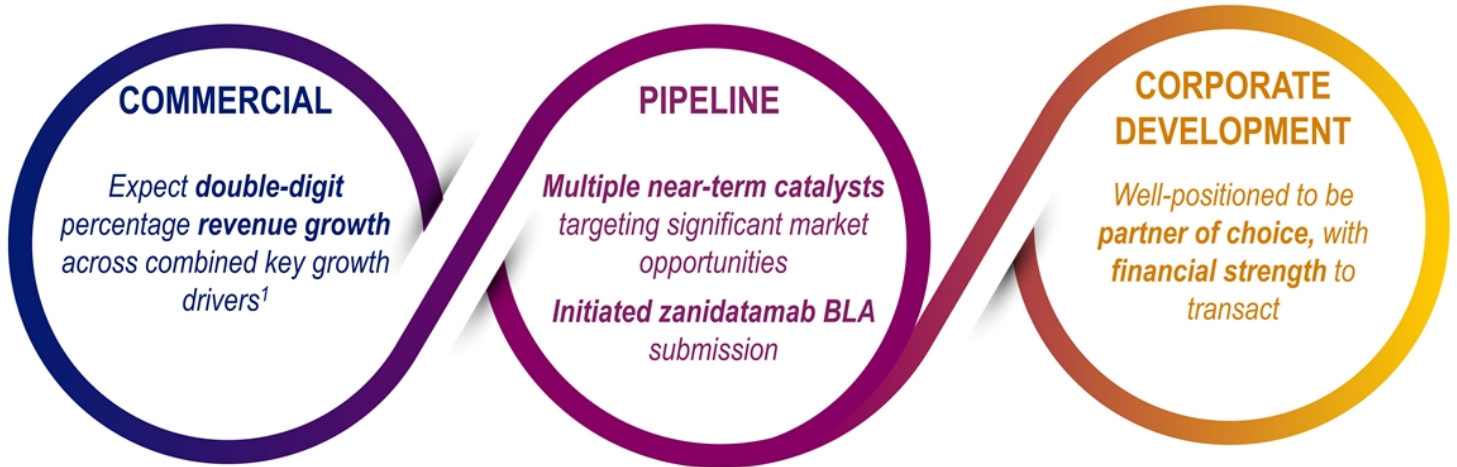 COMMERCIAL
Expect double-digit
percentage revenue growth
across combined key growth
drivers¹
PIPELINE
Multiple near-term catalysts
targeting significant market
opportunities
Initiated zanidatamab BLA
submission
CORPORATE
DEVELOPMENT
Well-positioned to be
partner of choice, with
financial strength to
transact